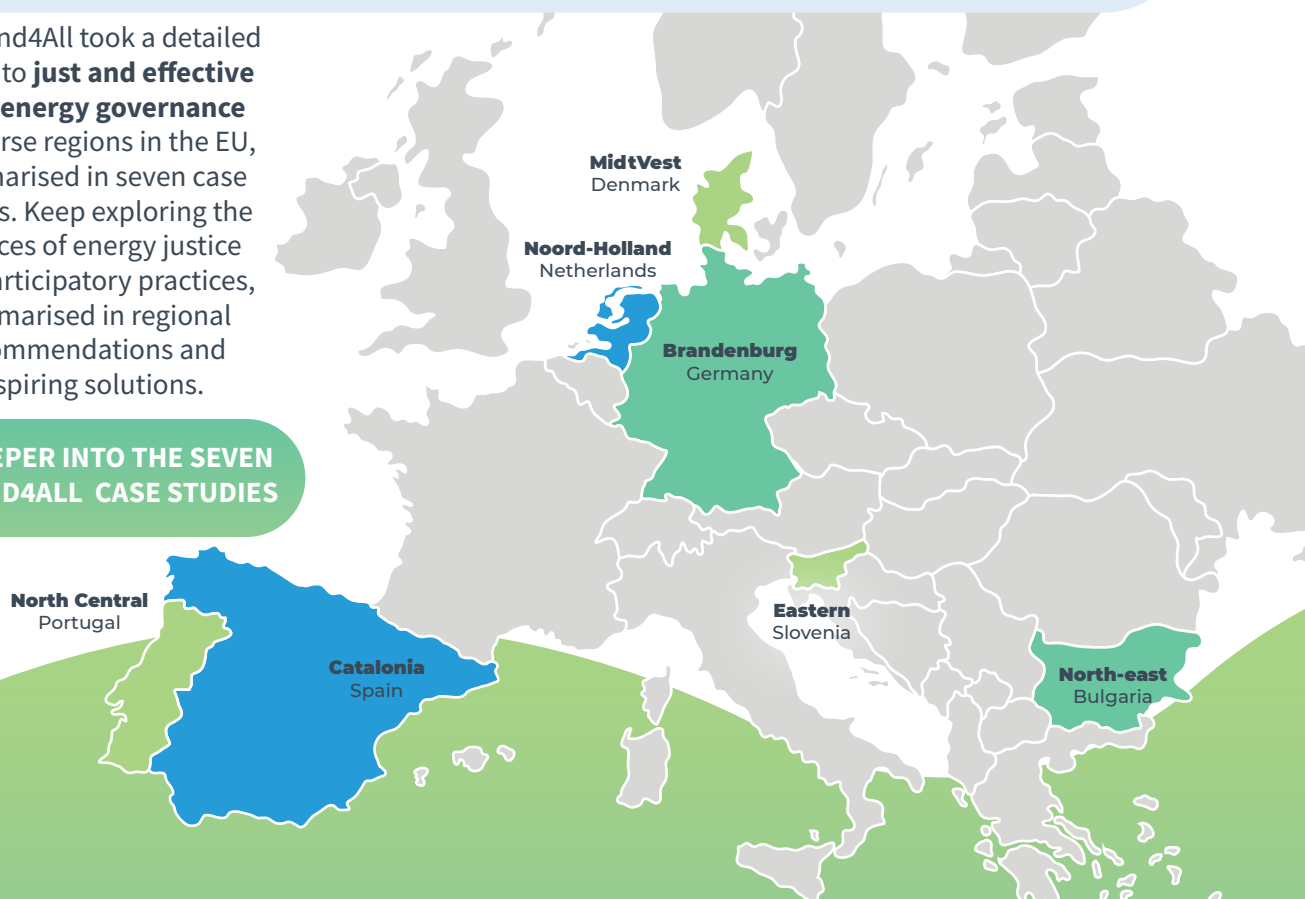 nd4All took a detailed
to just and effective
energy governance
rse regions in the EU,
narised in seven case
s. Keep exploring the
ces of energy justice
articipatory practices,
marised in regional
ommendations and
spiring solutions.
EPER INTO THE SEVEN
D4ALL CASE STUDIES
MidtVest
Denmark
Noord-Holland
Netherlands
Brandenburg
Germany
North Central
Portugal
Catalonia
Spain
Eastern
Slovenia
North-east
Bulgaria